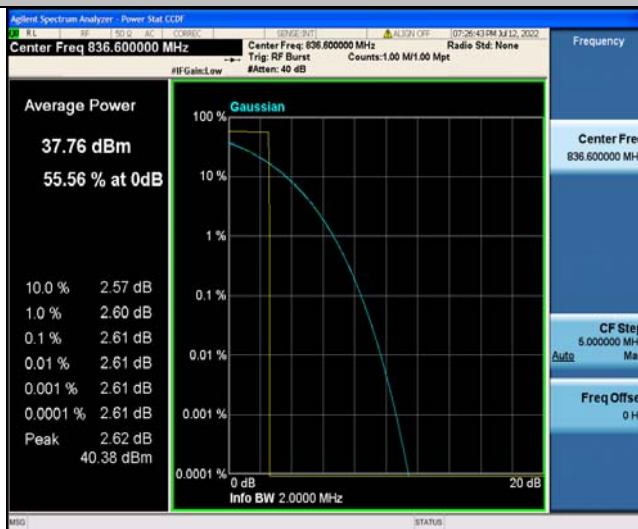 Agilent Spectrum Analyzer - Power Stat CCDF
RL RF 50 Ω AC CORREC SENSE:INT ALIGN OFF 07:26:43 PM Jul 12, 2022
Center Freq 836.600000 MHz
Center Freq: 836.600000 MHz Radio Std: None
Trig: RF Burst Counts:1.00 M/1.00 Mpt
#IFGain:Low #Atten: 40 dB
Frequency
Average Power
37.76 dBm
55.56 % at 0dB
10.0 % 2.57 dB
1.0 % 2.60 dB
0.1 % 2.61 dB
0.01 % 2.61 dB
0.001 % 2.61 dB
0.0001 % 2.61 dB
Peak 2.62 dB
40.38 dBm
Gaussian
100 %
10 %
1 %
0.1 %
0.01 %
0.001 %
0.0001 %
0 dB 20 dB
Info BW 2.0000 MHz
Center Fre
836.600000 MH
CF Step
5.000000 MH
Auto Ma
Freq Offse
0 H
MSG STATUS